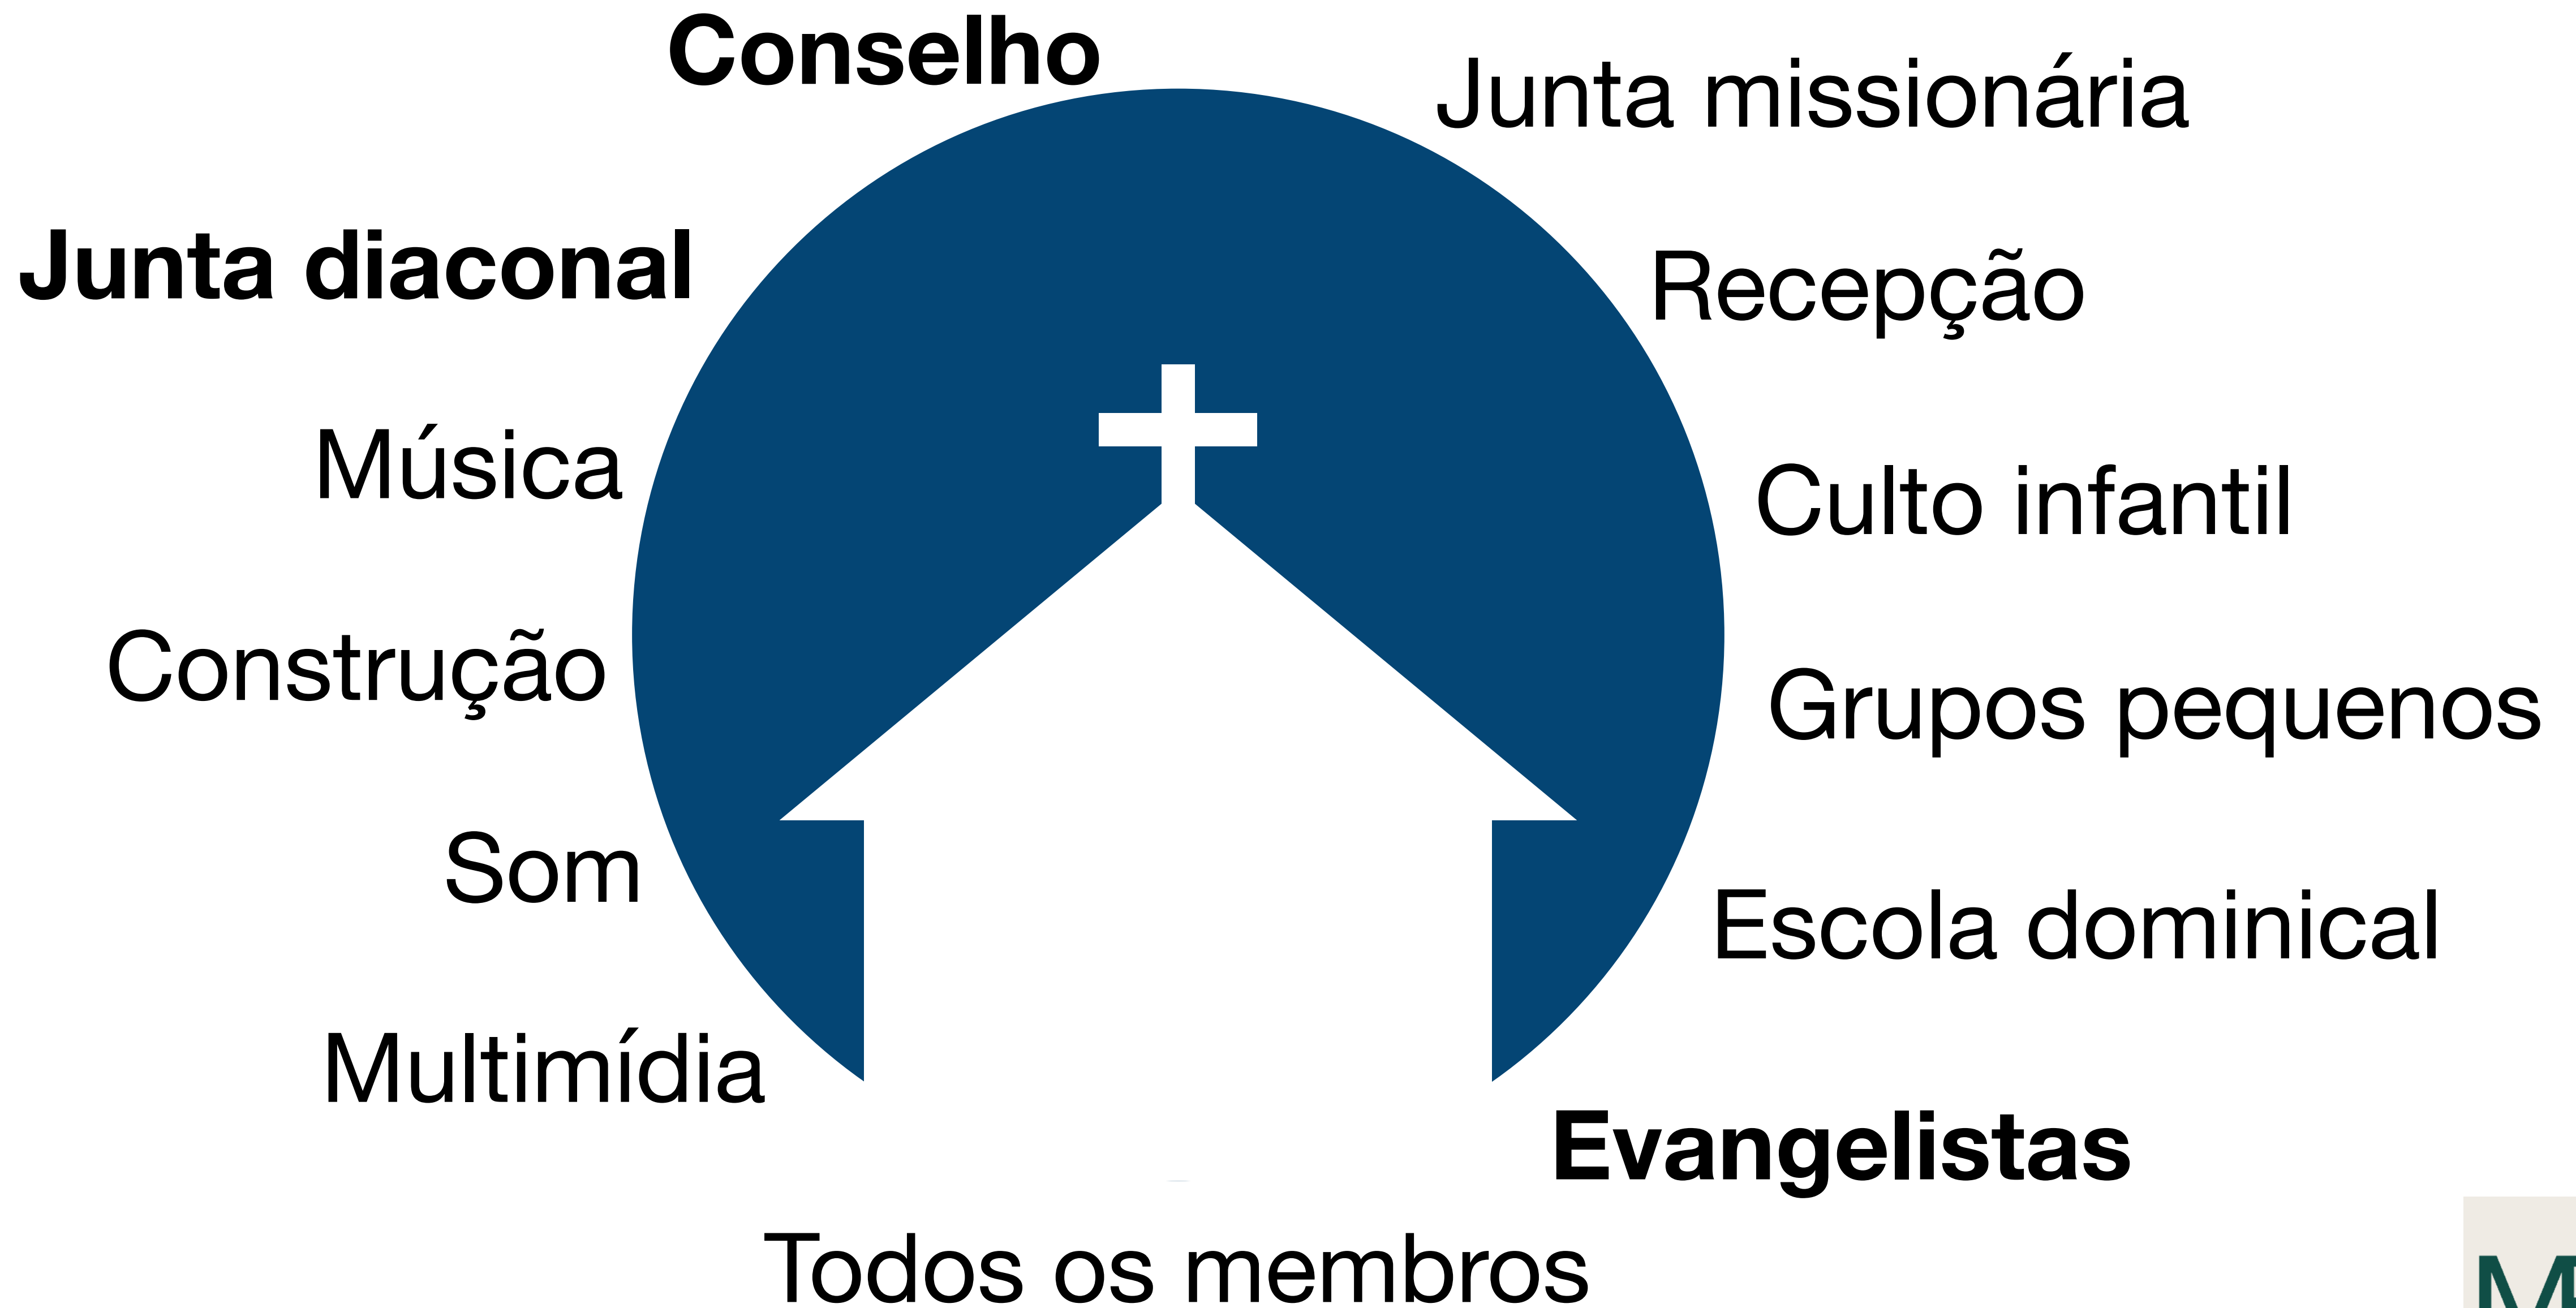 Conselho
Junta diaconal
Música
Construção
Som
Multimídia
Junta missionária
Recepção
Culto infantil
Grupos pequenos
Escola dominical
Evangelistas
Todos os membros